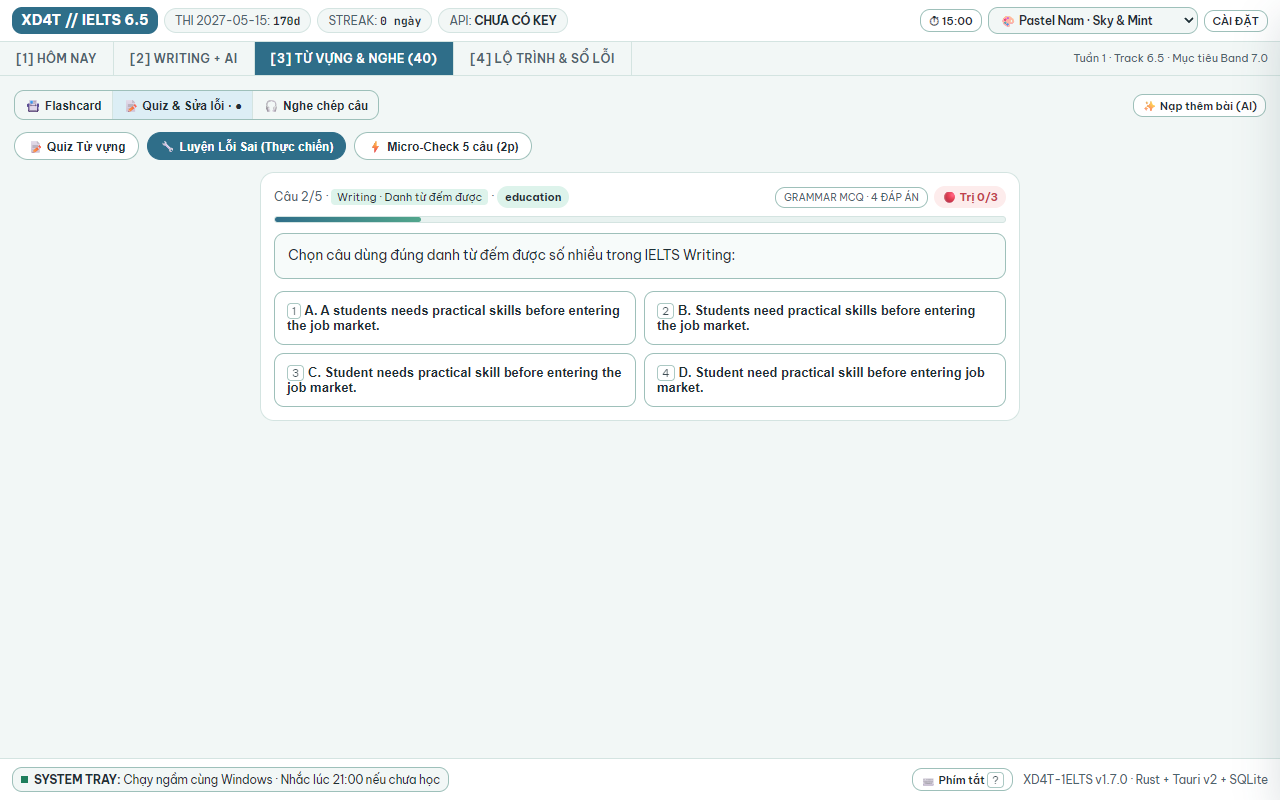 XD4T // IELTS 6.5
THI 2027-05-15: 170d
STREAK: 0 ngày
API: CHƯA CÓ KEY
15:00
Pastel Nam · Sky & Mint
CÀI ĐẶT
[1] HÔM NAY
[2] WRITING + AI
[3] TỪ VỰNG & NGHE (40)
[4] LỘ TRÌNH & SỔ LỖI
Tuần 1 · Track 6.5 · Mục tiêu Band 7.0
Flashcard
Quiz & Sửa lỗi · ●
Nghe chép câu
Nạp thêm bài (AI)
Quiz Từ vựng
Luyện Lỗi Sai (Thực chiến)
Micro-Check 5 câu (2p)
Câu 2/5 · Writing · Danh từ đếm được · education
GRAMMAR MCQ · 4 ĐÁP ÁN
Trị 0/3
Chọn câu dùng đúng danh từ đếm được số nhiều trong IELTS Writing:
1 A. A students needs practical skills before entering
the job market.
2 B. Students need practical skills before entering
the job market.
3 C. Student needs practical skill before entering the
job market.
4 D. Student need practical skill before entering job
market.
SYSTEM TRAY: Chạy ngầm cùng Windows · Nhắc lúc 21:00 nếu chưa học
Phím tắt ?
XD4T-IELTS v1.7.0 · Rust + Tauri v2 + SQLite